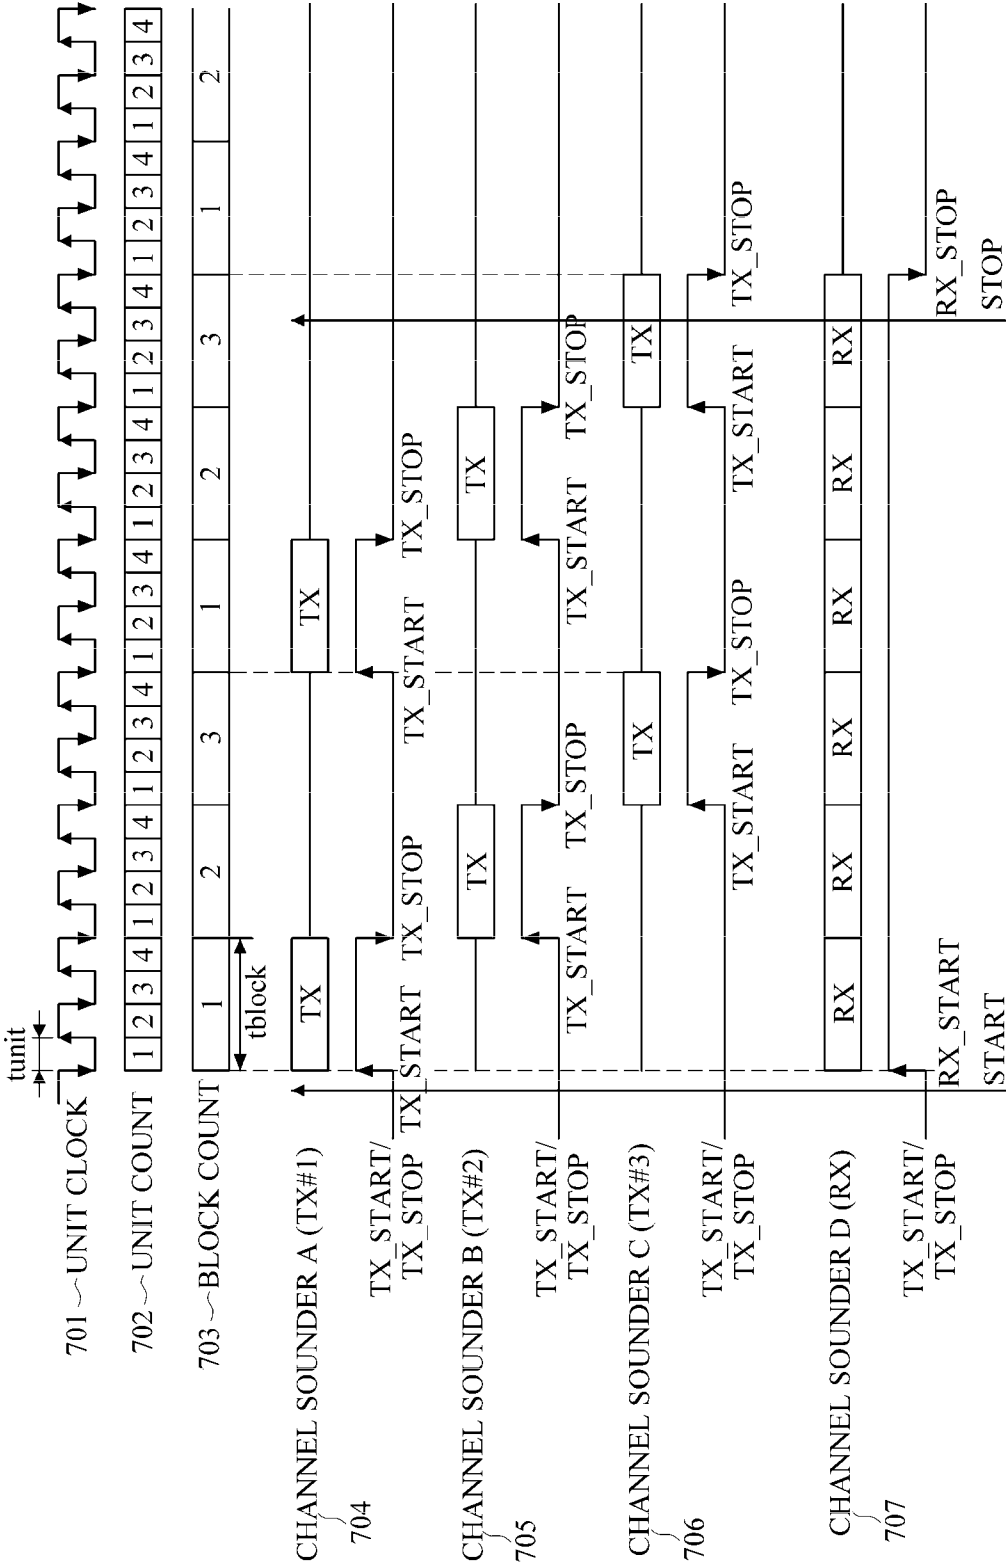 tunit
701 UNIT CLOCK
702 UNIT COUNT 1 2 3 4 1 2 3 4 1 2 3 4 1 2 3 4 1 2 3 4 1 2 3 4 1 2 3 4 1 2 3 4
703 BLOCK COUNT 1 2 3 1 2 3 1 2
tblock
CHANNEL SOUNDER A (TX#1) TX TX
704
TX_START/
TX_STOP
TX_START TX_STOP TX_START TX_STOP
CHANNEL SOUNDER B (TX#2) TX TX
705
TX_START/
TX_STOP
TX_START TX_STOP TX_START TX_STOP
CHANNEL SOUNDER C (TX#3) TX TX
706
TX_START/
TX_STOP
TX_START TX_STOP TX_START TX_STOP
CHANNEL SOUNDER D (RX) RX RX RX RX RX RX
707
TX_START/
TX_STOP
RX_START RX_STOP
START STOP